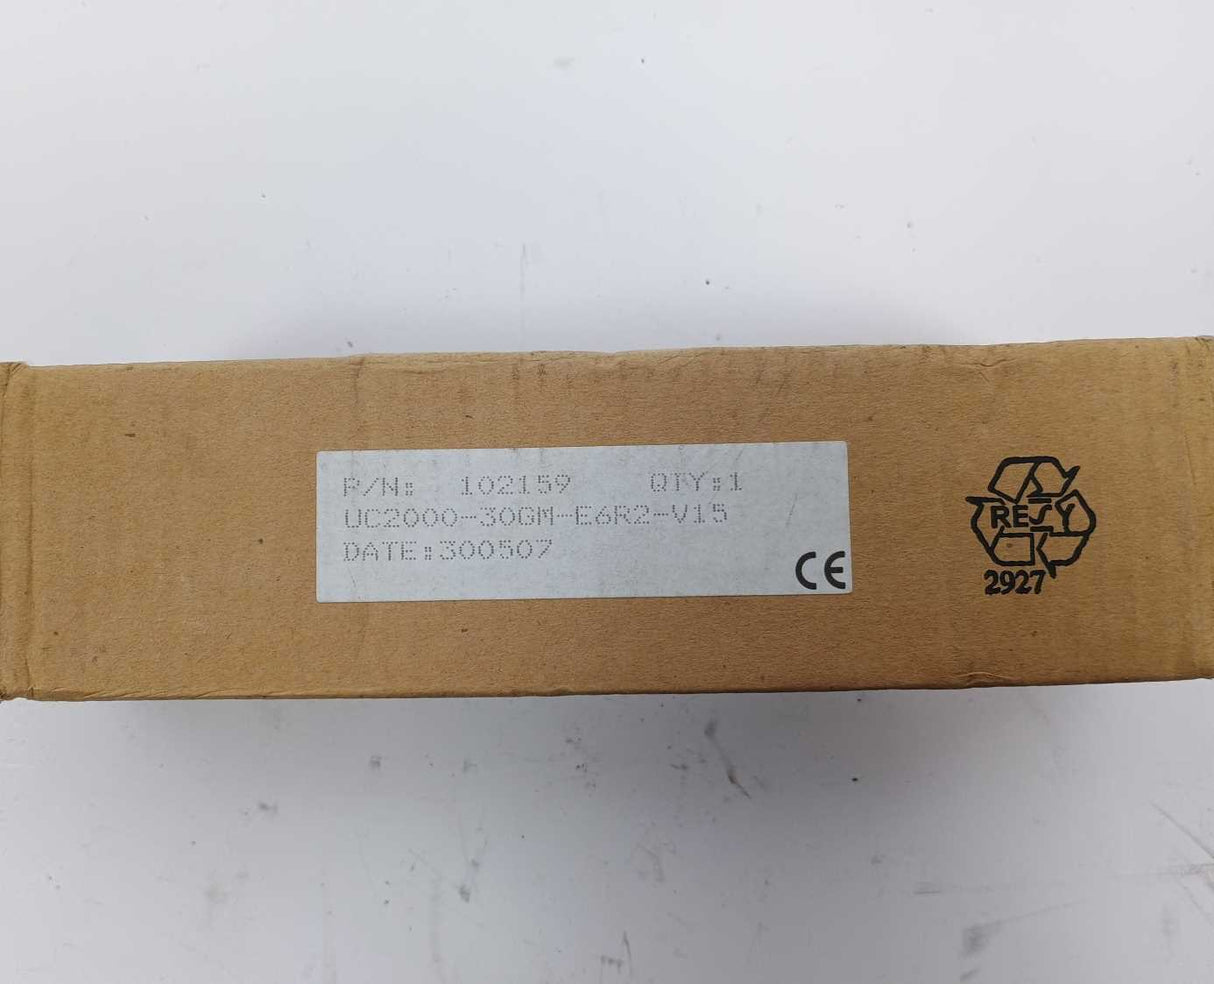 P/N: 102159 QTY:1
UC2000-30GM-E6R2-V15
DATE:300507
CE
RESY
2927